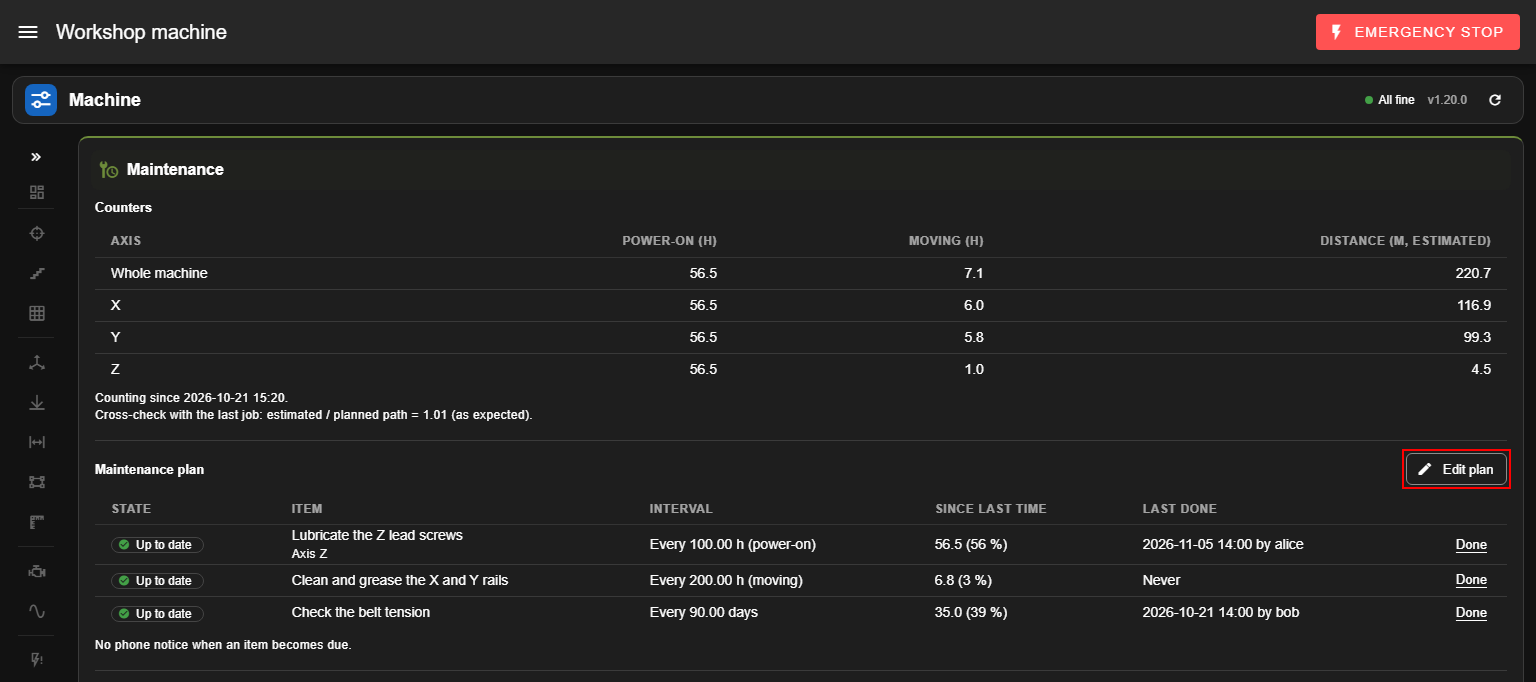 Workshop machine
EMERGENCY STOP
Machine
All fine v1.20.0
Maintenance
Counters
AXIS POWER-ON (H) MOVING (H) DISTANCE (M, ESTIMATED)
Whole machine 56.5 7.1 220.7
X 56.5 6.0 116.9
Y 56.5 5.8 99.3
Z 56.5 1.0 4.5
Counting since 2026-10-21 15:20.
Cross-check with the last job: estimated / planned path = 1.01 (as expected).
Maintenance plan
Edit plan
STATE ITEM INTERVAL SINCE LAST TIME LAST DONE
Up to date Lubricate the Z lead screws Every 100.00 h (power-on) 56.5 (56 %) 2026-11-05 14:00 by alice Done
Axis Z
Up to date Clean and grease the X and Y rails Every 200.00 h (moving) 6.8 (3 %) Never Done
Up to date Check the belt tension Every 90.00 days 35.0 (39 %) 2026-10-21 14:00 by bob Done
No phone notice when an item becomes due.